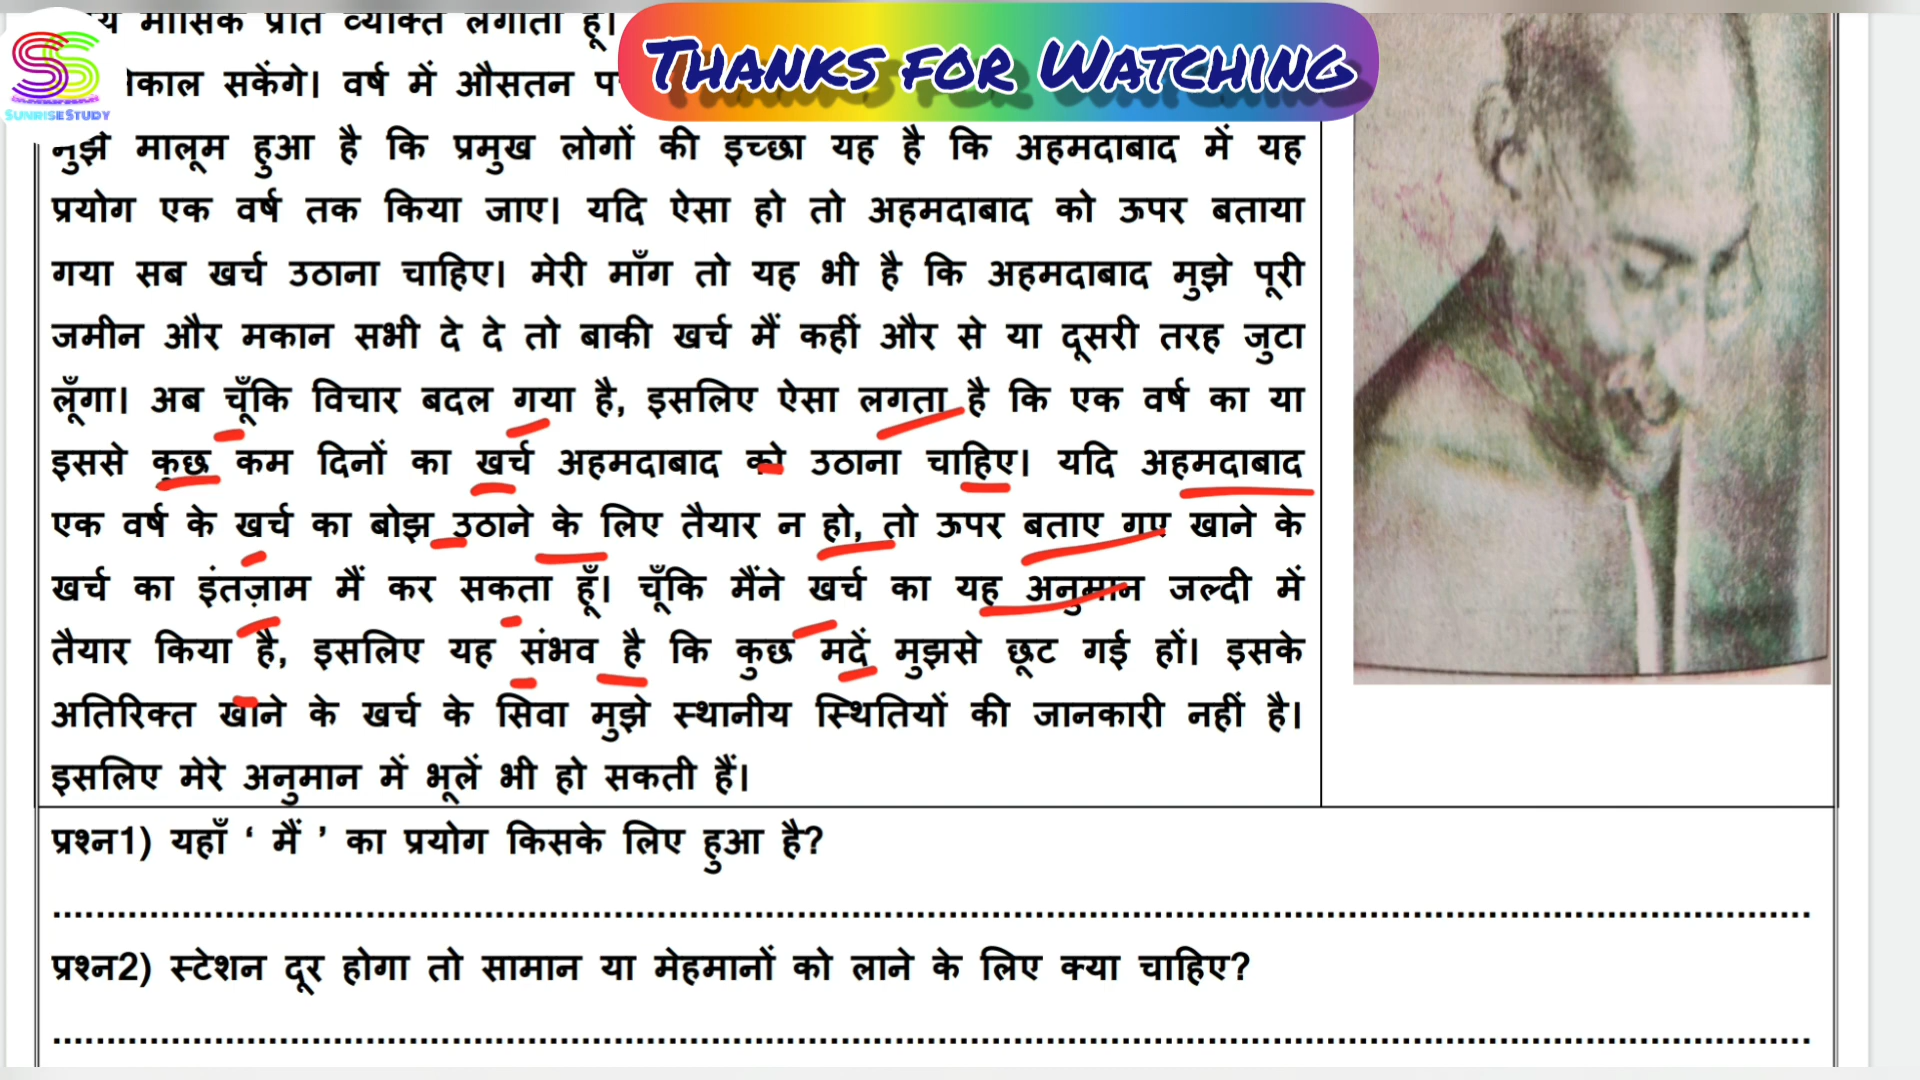 मासिक प्रति व्यक्ति लगाता हूँ।
THANKS FOR WATCHING
SS
SUNRISE STUDY
सकेंगे। वर्ष में औसतन
मुझे मालूम हुआ है कि प्रमुख लोगों की इच्छा यह है कि अहमदाबाद में यह
प्रयोग एक वर्ष तक किया जाए। यदि ऐसा हो तो अहमदाबाद को ऊपर बताया
गया सब खर्च उठाना चाहिए। मेरी माँग तो यह भी है कि अहमदाबाद मुझे पूरी
जमीन और मकान सभी दे दे तो बाकी खर्च मैं कहीं और से या दूसरी तरह जुटा
लूँगा। अब चूँकि विचार बदल गया है, इसलिए ऐसा लगता है कि एक वर्ष का या
इससे कुछ कम दिनों का खर्च अहमदाबाद को उठाना चाहिए। यदि अहमदाबाद
एक वर्ष के खर्च का बोझ उठाने के लिए तैयार न हो, तो ऊपर बताए गए खाने के
खर्च का इंतज़ाम मैं कर सकता हूँ। चूँकि मैंने खर्च का यह अनुमान जल्दी में
तैयार किया है, इसलिए यह संभव है कि कुछ मदें मुझसे छूट गई हों। इसके
अतिरिक्त खाने के खर्च के सिवा मुझे स्थानीय स्थितियों की जानकारी नहीं है।
इसलिए मेरे अनुमान में भूलें भी हो सकती हैं।
प्रश्न1) यहाँ ‘ मैं ’ का प्रयोग किसके लिए हुआ है?
प्रश्न2) स्टेशन दूर होगा तो सामान या मेहमानों को लाने के लिए क्या चाहिए?